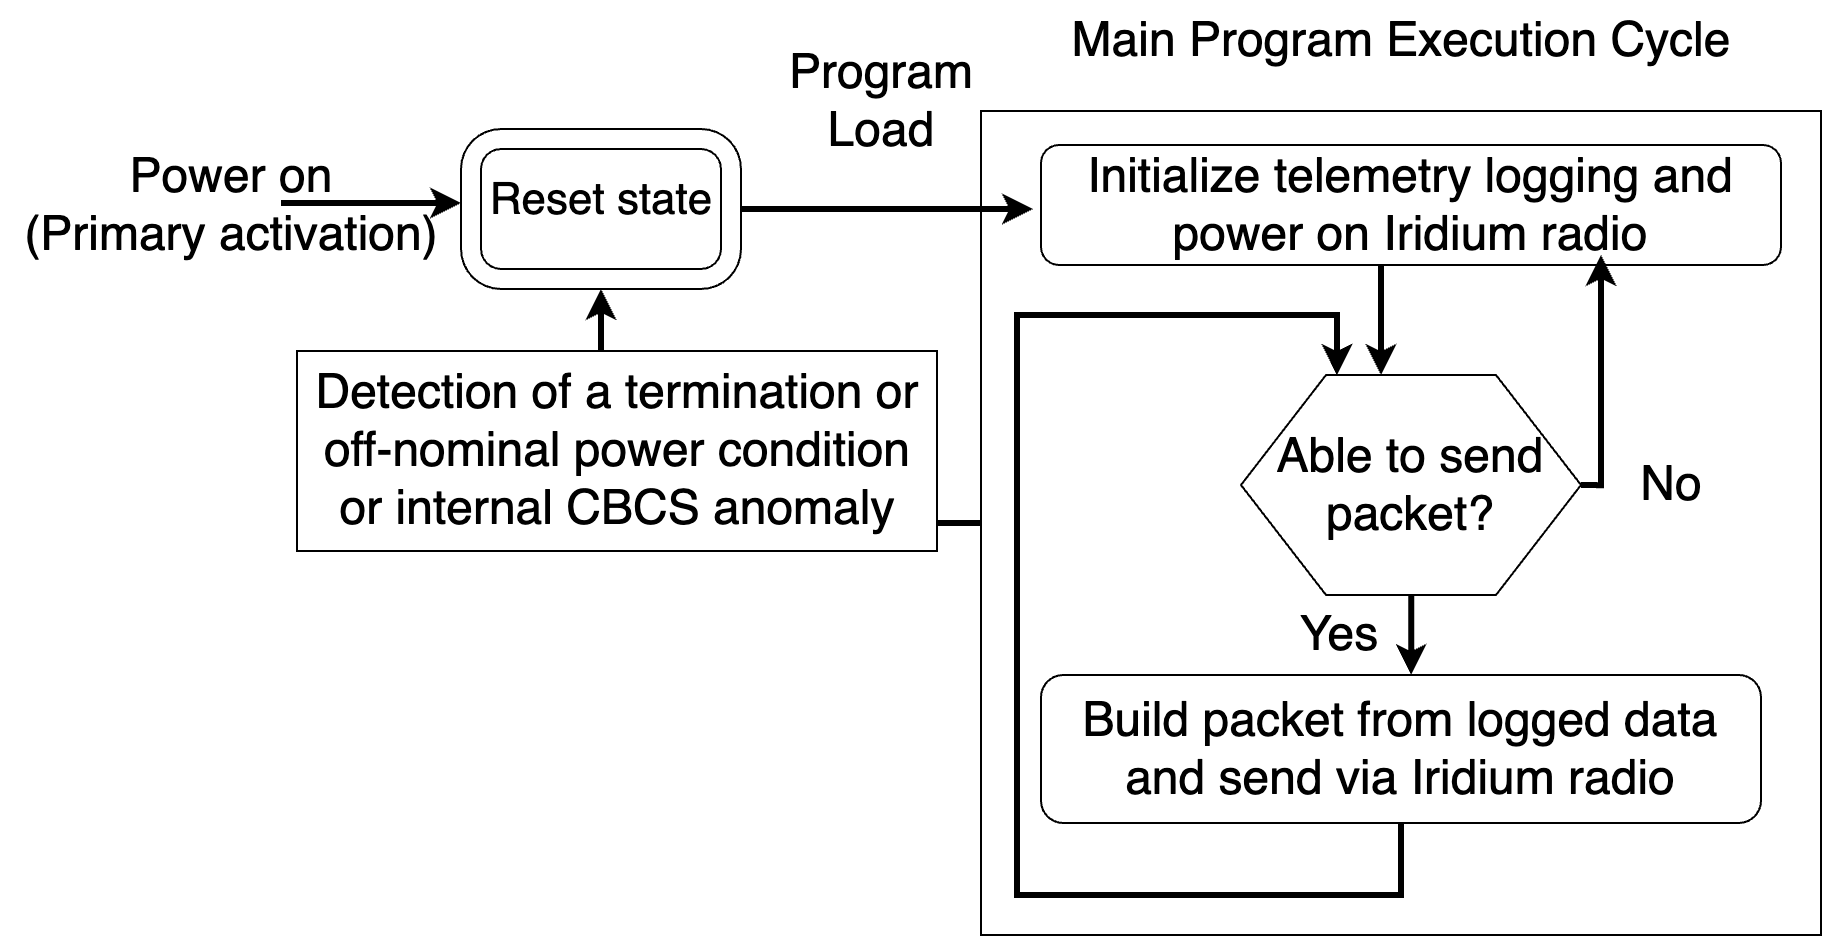 Main Program Execution Cycle
Program
Load
Power on
(Primary activation)
Reset state
Initialize telemetry logging and
power on Iridium radio
Detection of a termination or
off-nominal power condition
or internal CBCS anomaly
Able to send
packet?
No
Yes
Build packet from logged data
and send via Iridium radio